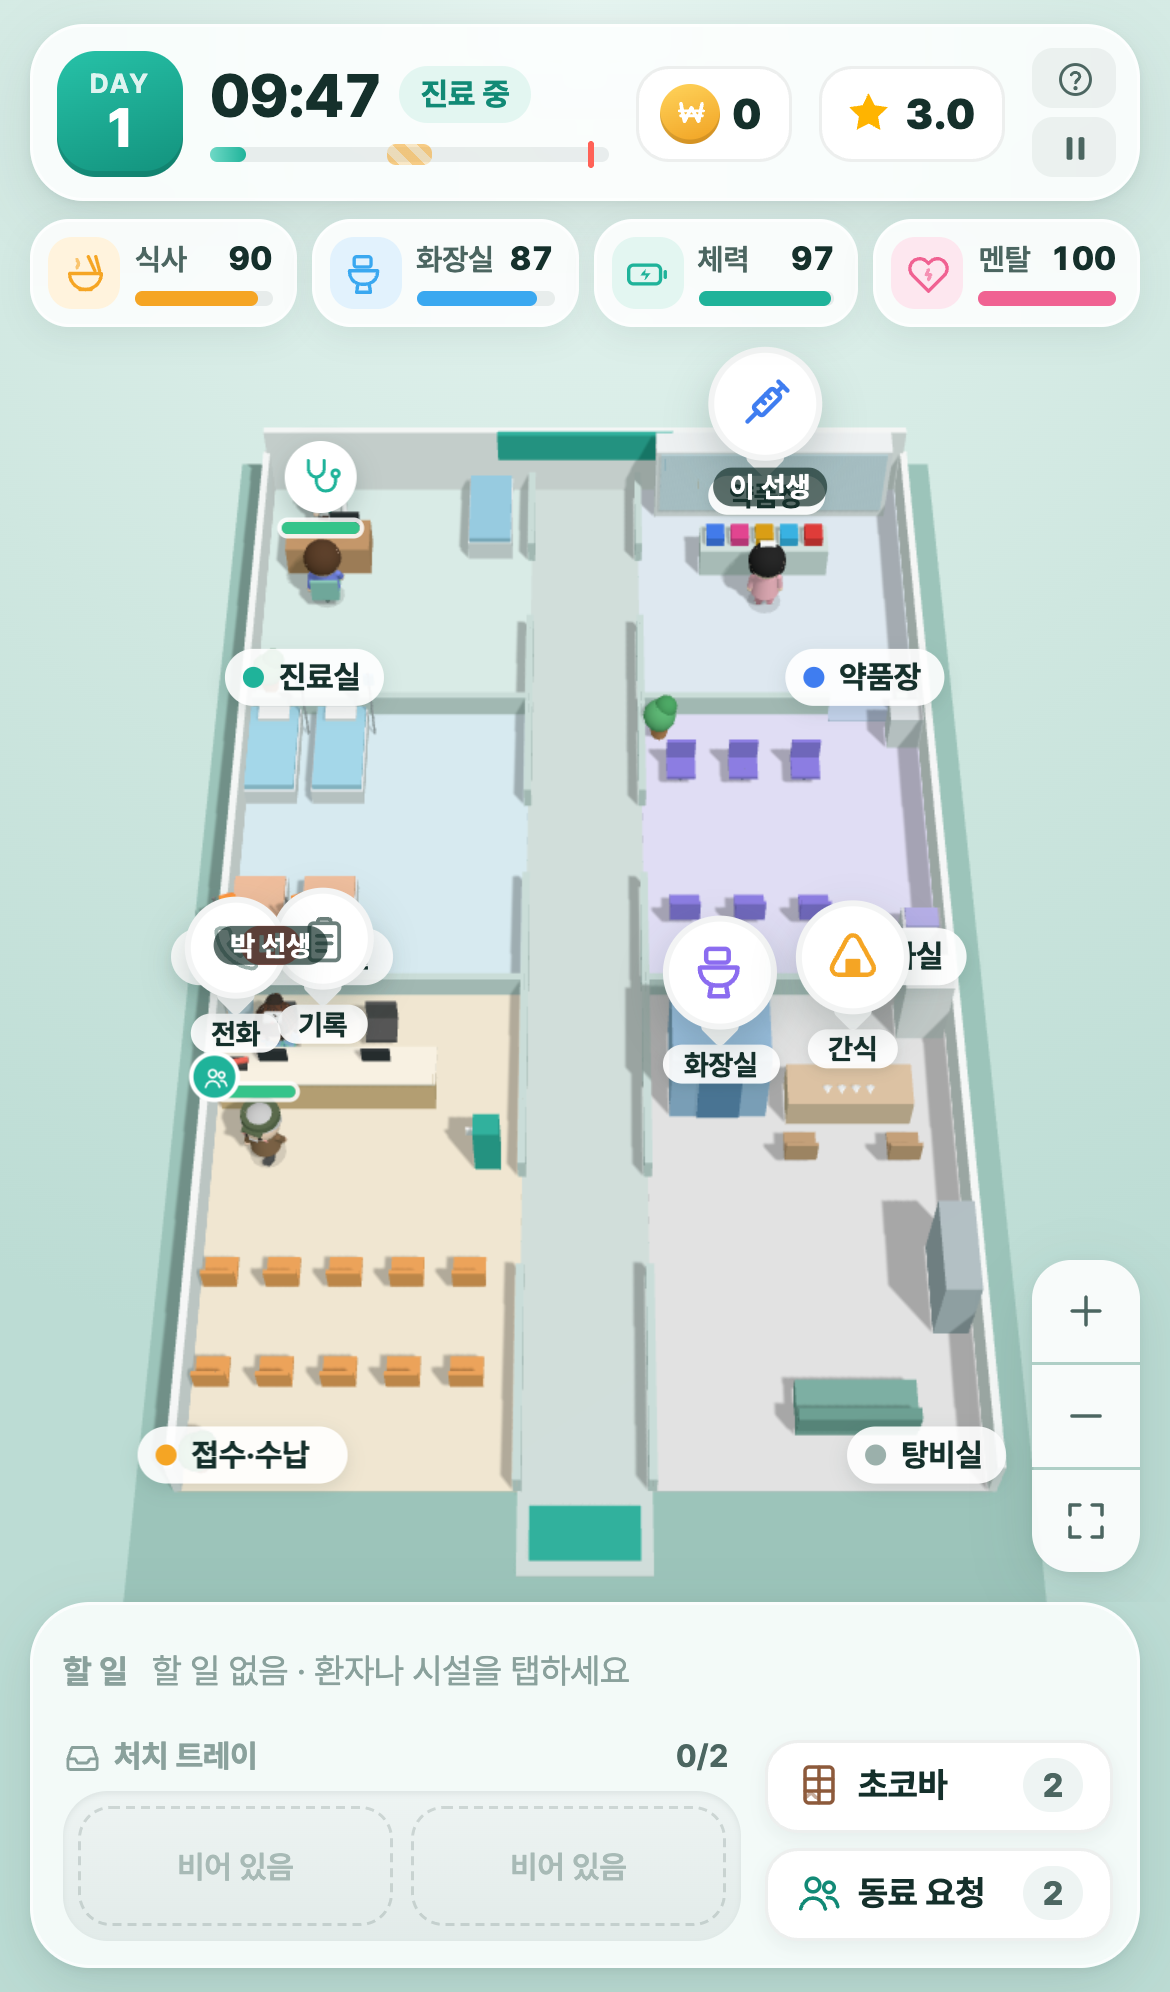 DAY
1
09:47
진료 중
₩ 0
3.0
식사 90
화장실 87
체력 97
멘탈 100
이 선생
진료실
약품장
박 선생
전화
기록
화장실
간식
접수·수납
탕비실
할 일 할 일 없음 · 환자나 시설을 탭하세요
처치 트레이 0/2
비어 있음
비어 있음
초코바 2
동료 요청 2